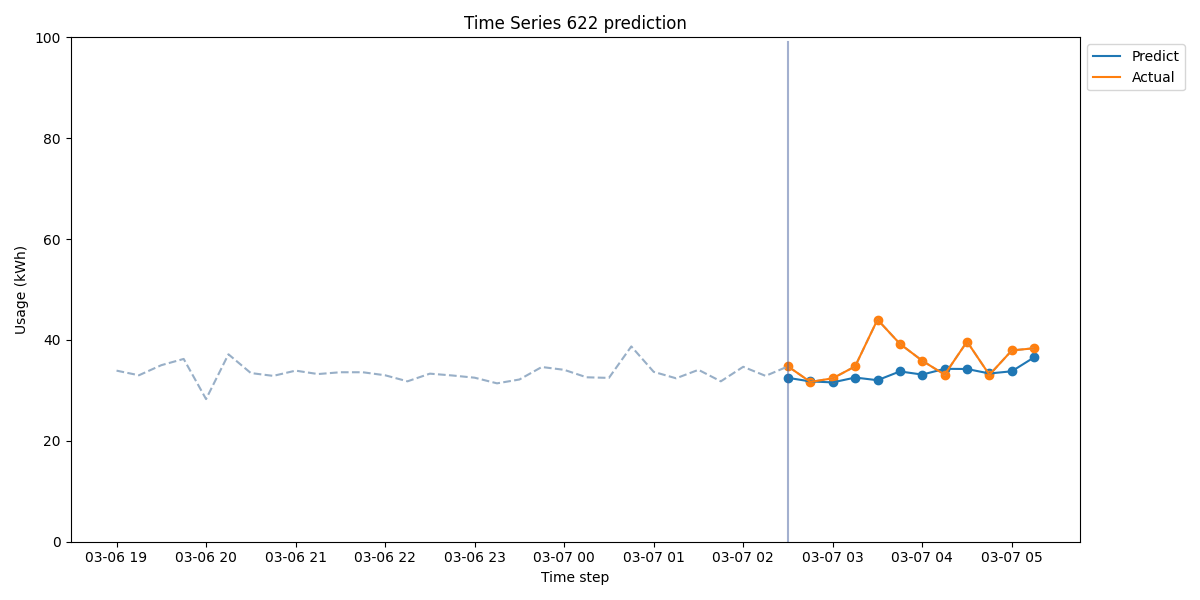 Time Series 622 prediction
Predict
Actual
100
80
60
40
20
0
Usage (kWh)
03-06 19 03-06 20 03-06 21 03-06 22 03-06 23 03-07 00 03-07 01 03-07 02 03-07 03 03-07 04 03-07 05
Time step